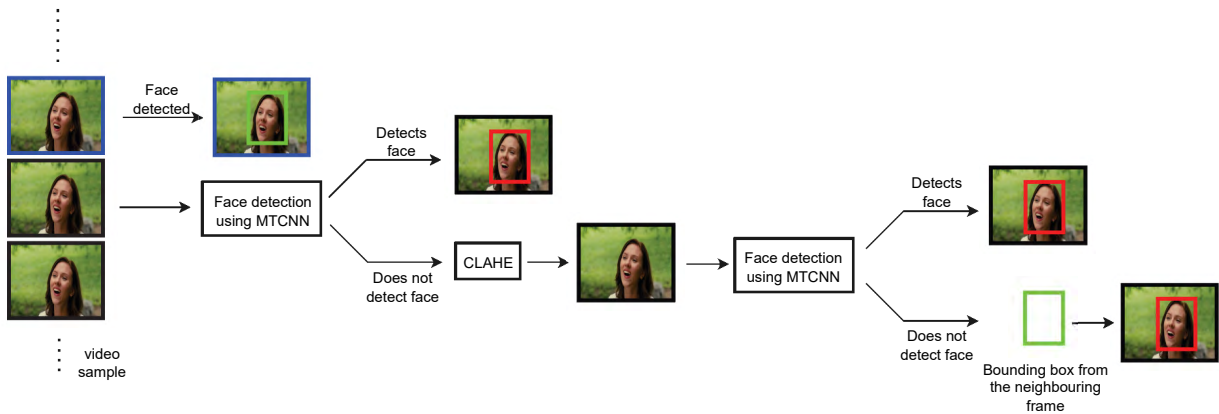 Face
detected
Detects
face
Face detection
using MTCNN
Does not
detect face
CLAHE
Face detection
using MTCNN
Detects
face
Does not
detect face
Bounding box from
the neighbouring
frame
video
sample